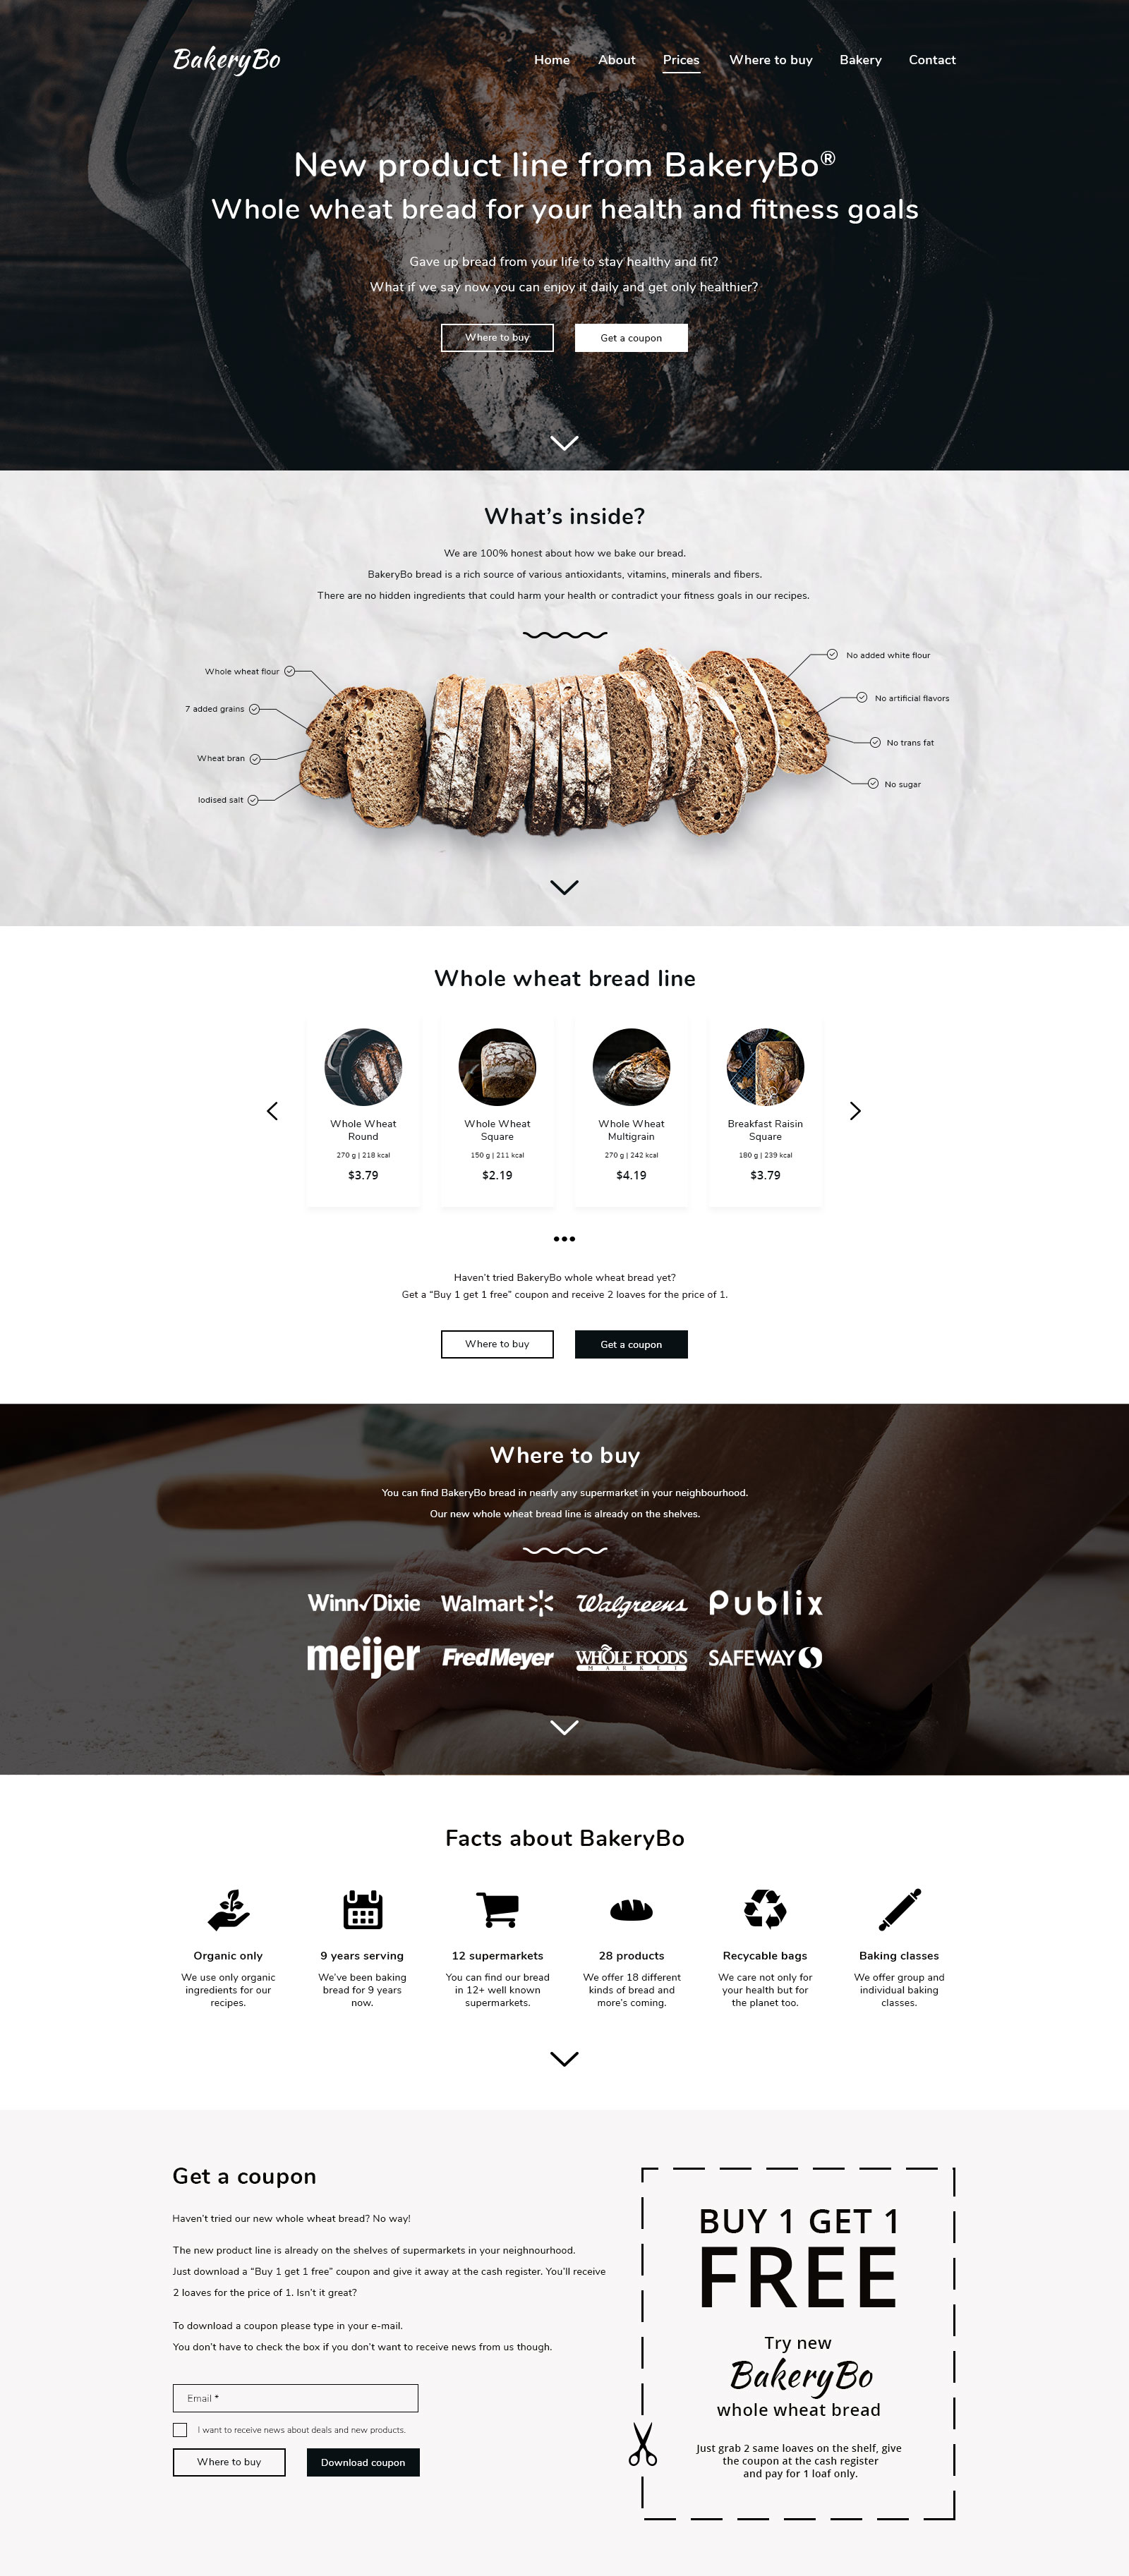 BakeryBo
Home About Prices Where to buy Bakery Contact
New product line from BakeryBo®
Whole wheat bread for your health and fitness goals
Gave up bread from your life to stay healthy and fit?
What if we say now you can enjoy it daily and get only healthier?
Where to buy Get a coupon
What's inside?
We are 100% honest about how we bake our bread.
BakeryBo bread is a rich source of various antioxidants, vitamins, minerals and fibers.
There are no hidden ingredients that could harm your health or contradict your fitness goals in our recipes.
Whole wheat flour
7 added grains
Wheat bran
Iodised salt
No added white flour
No artificial flavors
No trans fat
No sugar
Whole wheat bread line
Whole Wheat
Round
270 g | 218 kcal
$3.79
Whole Wheat
Square
150 g | 211 kcal
$2.19
Whole Wheat
Multigrain
270 g | 242 kcal
$4.19
Breakfast Raisin
Square
180 g | 239 kcal
$3.79
Haven't tried BakeryBo whole wheat bread yet?
Get a “Buy 1 get 1 free” coupon and receive 2 loaves for the price of 1.
Where to buy Get a coupon
Where to buy
You can find BakeryBo bread in nearly any supermarket in your neighbourhood.
Our new whole wheat bread line is already on the shelves.
Winn Dixie Walmart Walgreens Publix
meijer Fred Meyer WHOLE FOODS SAFEWAY
MARKET
Facts about BakeryBo
Organic only
We use only organic
ingredients for our
recipes.
9 years serving
We've been baking
bread for 9 years
now.
12 supermarkets
You can find our bread
in 12+ well known
supermarkets.
28 products
We offer 18 different
kinds of bread and
more's coming.
Recycable bags
We care not only for
your health but for
the planet too.
Baking classes
We offer group and
individual baking
classes.
Get a coupon
Haven't tried our new whole wheat bread? No way!
The new product line is already on the shelves of supermarkets in your neighnourhood.
Just download a “Buy 1 get 1 free” coupon and give it away at the cash register. You'll receive
2 loaves for the price of 1. Isn't it great?
To download a coupon please type in your e-mail.
You don't have to check the box if you don't want to receive news from us though.
Email *
I want to receive news about deals and new products.
Where to buy Download coupon
BUY 1 GET 1
FREE
Try new
BakeryBo
whole wheat bread
Just grab 2 same loaves on the shelf, give
the coupon at the cash register
and pay for 1 loaf only.